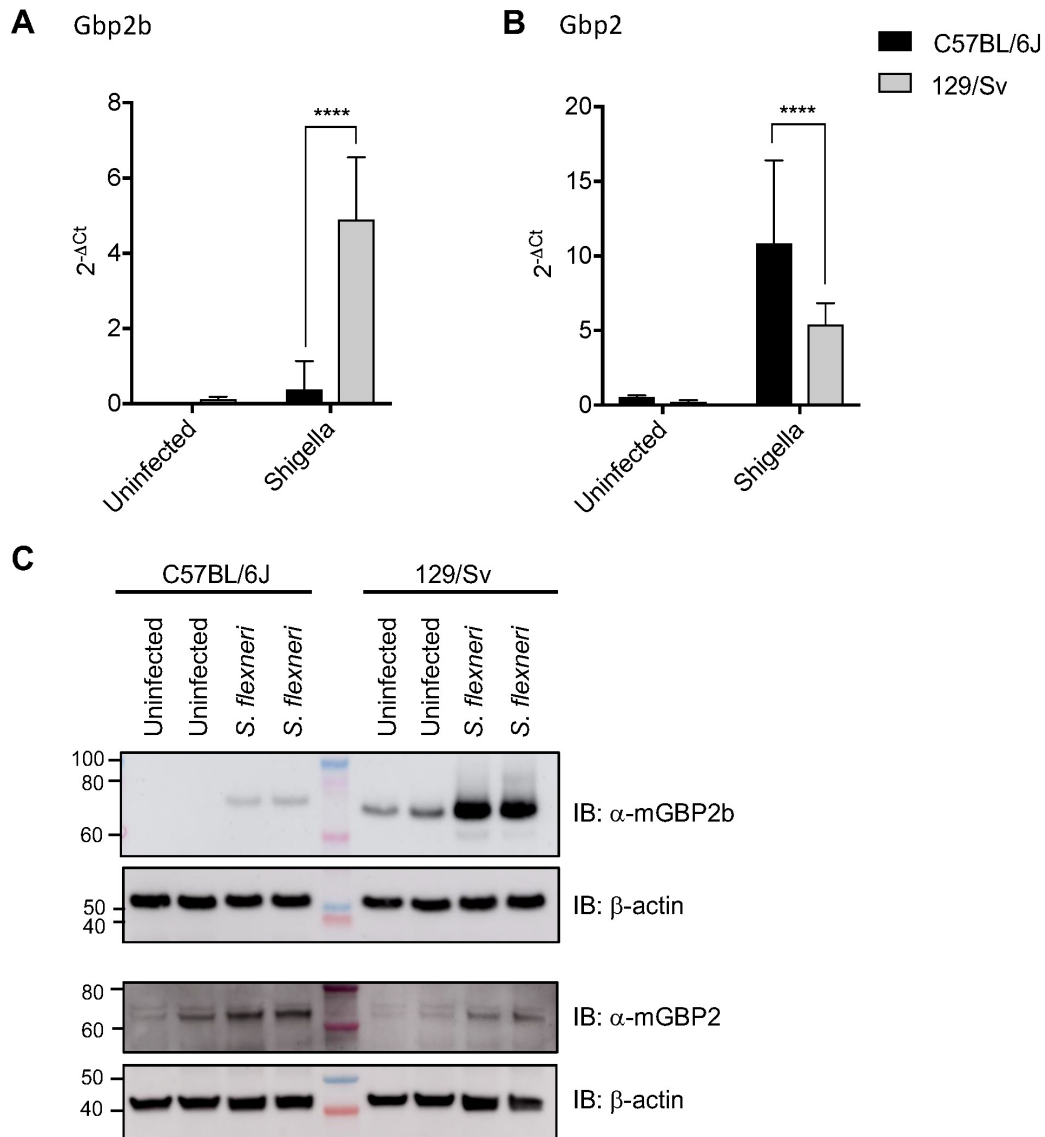 A Gbp2b
B Gbp2
C57BL/6J
129/Sv
8
6
4
2
0
2-ΔCt
****
Uninfected
Shigella
20
15
10
5
0
2-ΔCt
****
Uninfected
Shigella
C
C57BL/6J
129/Sv
Uninfected
Uninfected
S. flexneri
S. flexneri
Uninfected
Uninfected
S. flexneri
S. flexneri
100
80
60
IB: α-mGBP2b
50
40
IB: β-actin
80
60
IB: α-mGBP2
50
40
IB: β-actin